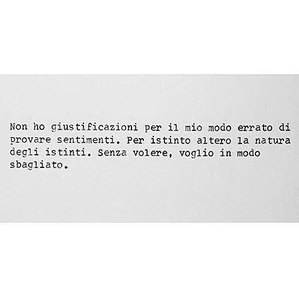 Non ho giustificazioni per il mio modo errato di
provare sentimenti. Per istinto altero la natura
degli istinti. Senza volere, voglio in modo
sbagliato.